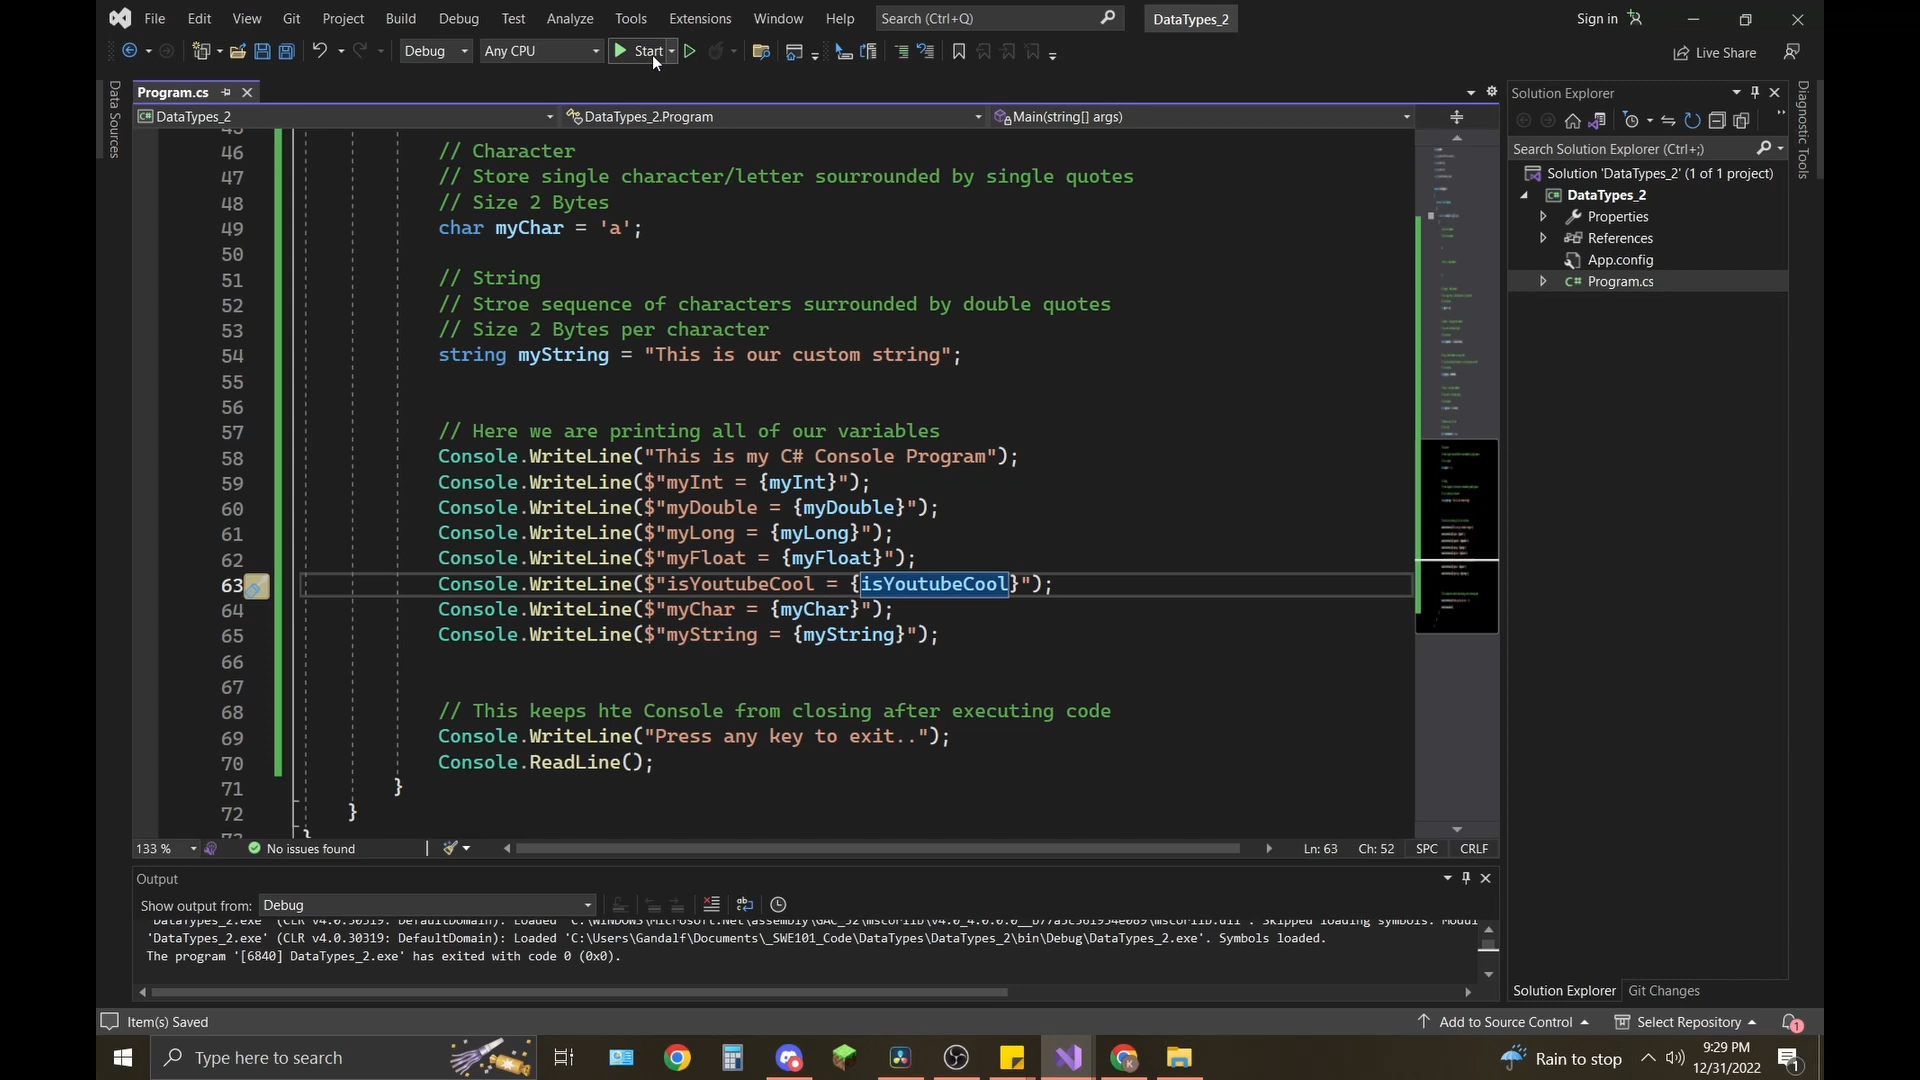 File Edit View Git Project Build Debug Test Analyze Tools Extensions Window Help Search (Ctrl+Q) DataTypes_2 Sign in
Debug Any CPU Start Live Share
Data Sources
Program.cs
DataTypes_2 DataTypes_2.Program Main(string[] args)
46 // Character
47 // Store single character/letter sourrounded by single quotes
48 // Size 2 Bytes
49 char myChar = 'a';
50
51 // String
52 // Stroe sequence of characters surrounded by double quotes
53 // Size 2 Bytes per character
54 string myString = "This is our custom string";
55
56
57 // Here we are printing all of our variables
58 Console.WriteLine("This is my C# Console Program");
59 Console.WriteLine($"myInt = {myInt}");
60 Console.WriteLine($"myDouble = {myDouble}");
61 Console.WriteLine($"myLong = {myLong}");
62 Console.WriteLine($"myFloat = {myFloat}");
63 Console.WriteLine($"isYoutubeCool = {isYoutubeCool}");
64 Console.WriteLine($"myChar = {myChar}");
65 Console.WriteLine($"myString = {myString}");
66
67
68 // This keeps hte Console from closing after executing code
69 Console.WriteLine("Press any key to exit..");
70 Console.ReadLine();
71 }
72 }
}
133 % No issues found Ln: 63 Ch: 52 SPC CRLF
Output
Show output from: Debug
'DataTypes_2.exe' (CLR v4.0.30319: DefaultDomain): Loaded 'C:\Users\Gandalf\Documents\_SWE101_Code\DataTypes\DataTypes_2\bin\Debug\DataTypes_2.exe'. Symbols loaded.
The program '[6840] DataTypes_2.exe' has exited with code 0 (0x0).
Solution Explorer
Search Solution Explorer (Ctrl+;)
Solution 'DataTypes_2' (1 of 1 project)
C# DataTypes_2
Properties
References
App.config
C# Program.cs
Solution Explorer Git Changes
Diagnostic Tools
Item(s) Saved Add to Source Control Select Repository 1
Type here to search Rain to stop 9:29 PM
12/31/2022 1